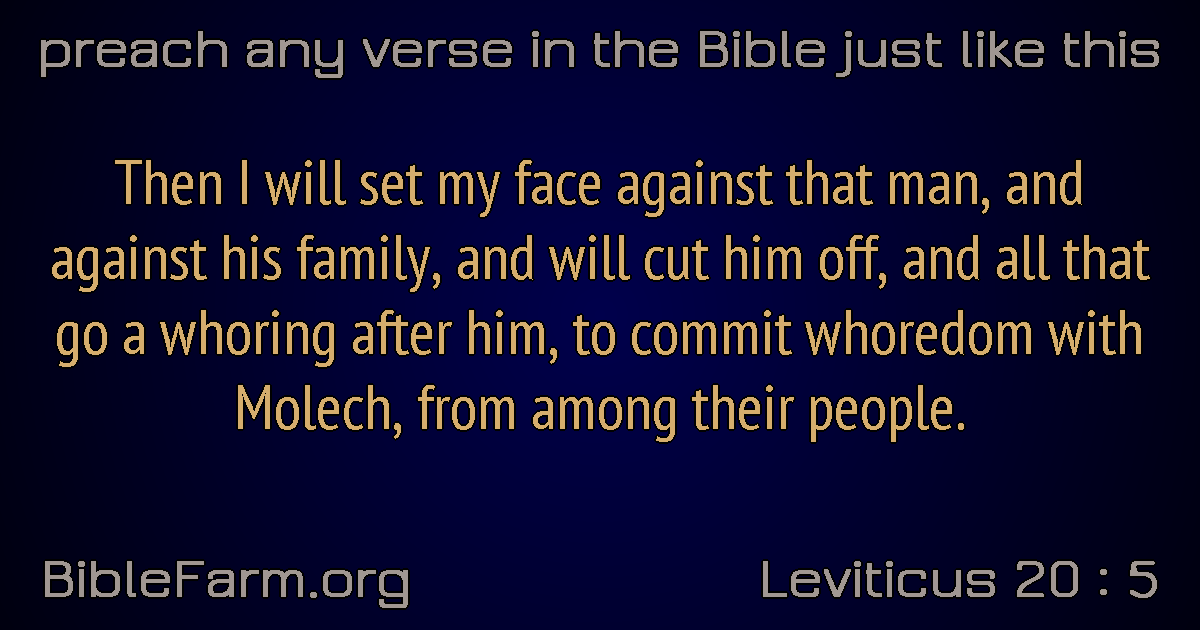 preach any verse in the Bible just like this
Then I will set my face against that man, and
against his family, and will cut him off, and all that
go a whoring after him, to commit whoredom with
Molech, from among their people.
BibleFarm.org
Leviticus 20 : 5